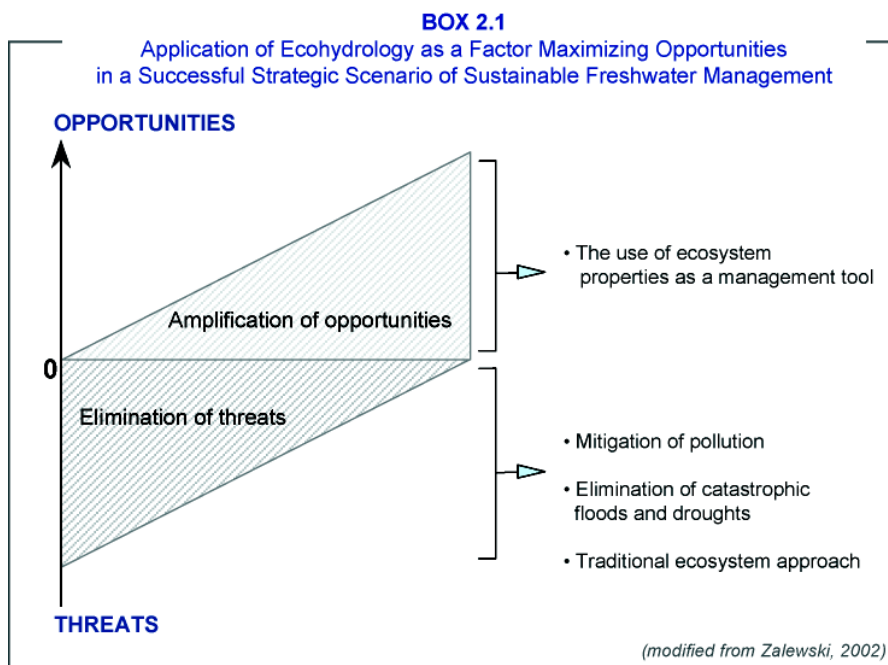 BOX 2.1
Application of Ecohydrology as a Factor Maximizing Opportunities
in a Successful Strategic Scenario of Sustainable Freshwater Management
OPPORTUNITIES
• The use of ecosystem
properties as a management tool
Amplification of opportunities
0
Elimination of threats
• Mitigation of pollution
• Elimination of catastrophic
floods and droughts
• Traditional ecosystem approach
THREATS
(modified from Zalewski, 2002)